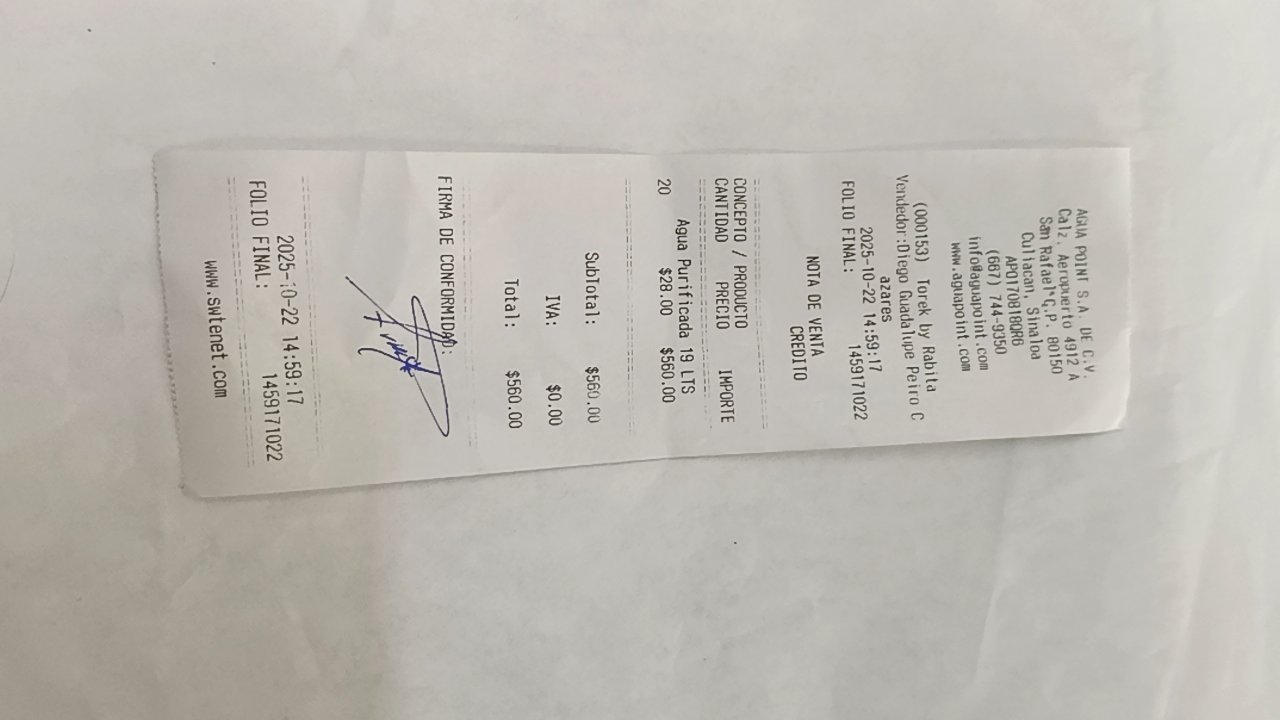 AGUA POINT S.A. DE C.V.
Calz. Aeropuerto 4912 A
San Rafael C.P. 80150
Culiacan, Sinaloa
APO1708180R6
(667) 744-9350
info@aguapoint.com
www.aguapoint.com
(000153) Torek by Rabita
Vendedor:Diego Guadalupe Peiro C
azares
2025-10-22 14:59:17
FOLIO FINAL: 1459171022
NOTA DE VENTA
CREDITO
CONCEPTO / PRODUCTO
CANTIDAD PRECIO IMPORTE
Agua Purificada 19 LTS
20 $28.00 $560.00
SubTotal: $560.00
IVA: $0.00
Total: $560.00
FIRMA DE CONFORMIDAD:
2025-10-22 14:59:17
FOLIO FINAL: 1459171022
www.swtenet.com